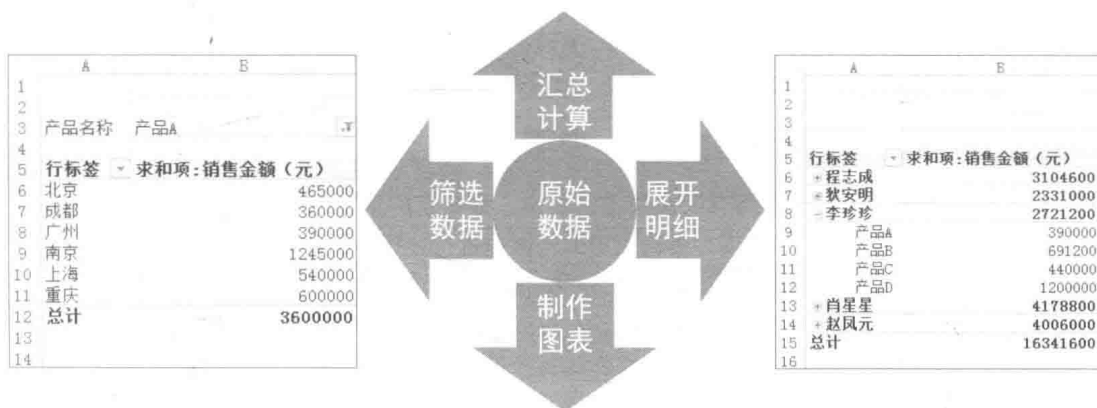 A B
1
2
3 产品名称 产品A
4
5 行标签 求和项:销售金额(元)
6 北京 465000
7 成都 360000
8 广州 390000
9 南京 1245000
10 上海 540000
11 重庆 600000
12 总计 3600000
13
14
汇总
计算
筛选
数据
原始
数据
展开
明细
制作
图表
A B
1
2
3
4
5 行标签 求和项:销售金额(元)
6 程志成 3104600
7 狄安明 2331000
8 李珍珍 2721200
9 产品A 390000
10 产品B 691200
11 产品C 440000
12 产品D 1200000
13 肖星星 4178800
14 赵凤元 4006000
15 总计 16341600
16